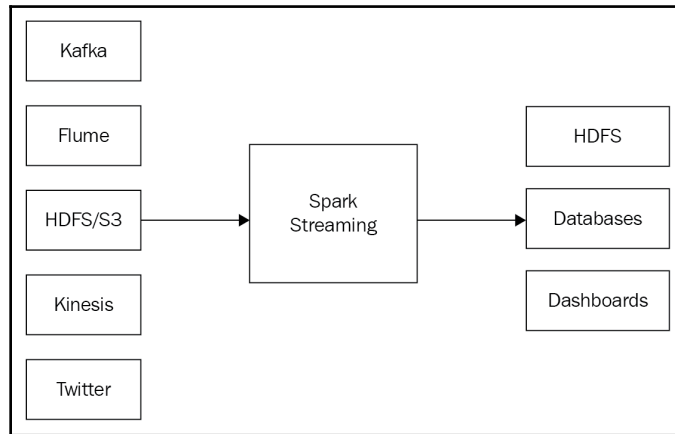 Kafka
Flume
HDFS/S3
Kinesis
Twitter
Spark
Streaming
HDFS
Databases
Dashboards